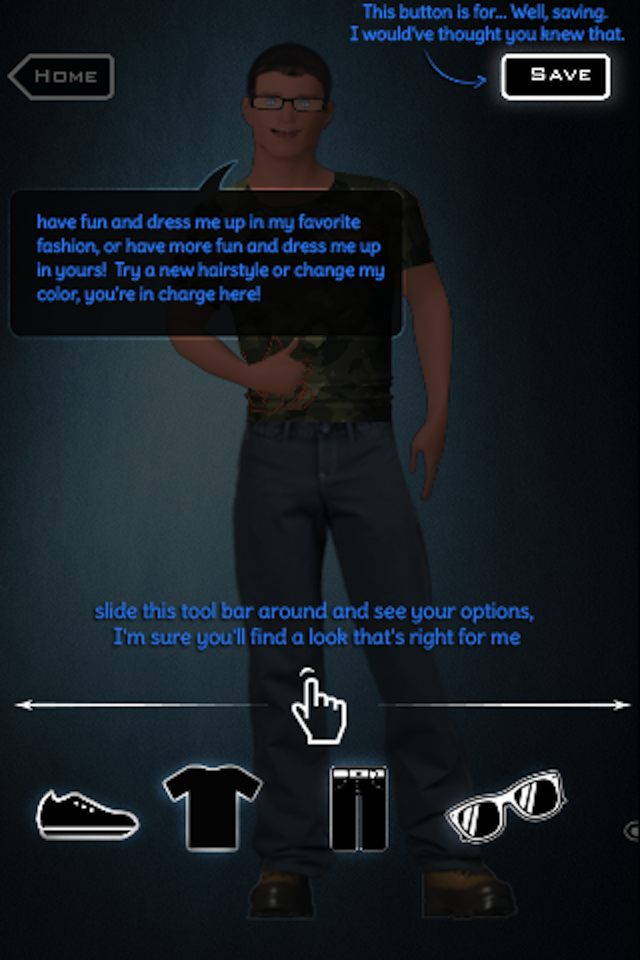 This button is for... Well, saving.
I would've thought you knew that.
HOME
SAVE
have fun and dress me up in my favorite
fashion, or have more fun and dress me up
in yours! Try a new hairstyle or change my
color, you're in charge here!
slide this tool bar around and see your options,
I'm sure you'll find a look that's right for me